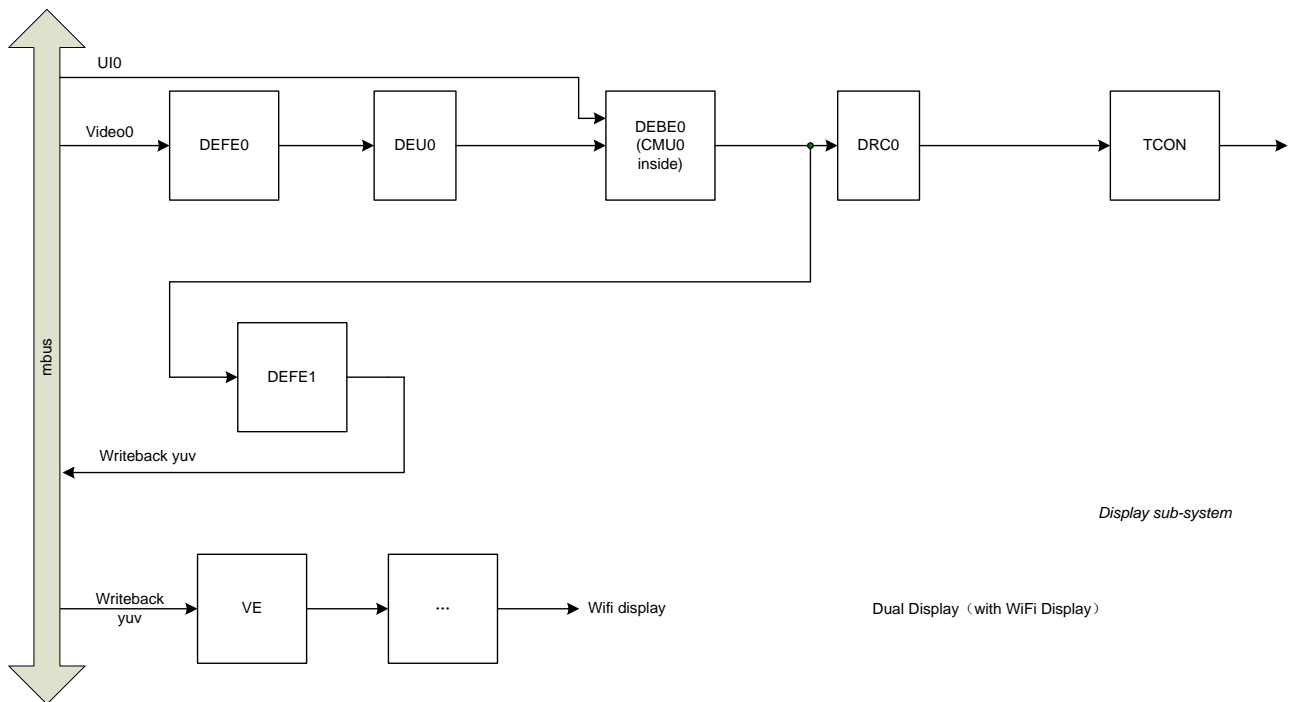 UI0
Video0
DEFE0
DEU0
DEBE0
(CMU0
inside)
DRC0
TCON
mbus
DEFE1
Writeback yuv
Display sub-system
Writeback
yuv
VE
...
Wifi display
Dual Display（with WiFi Display）